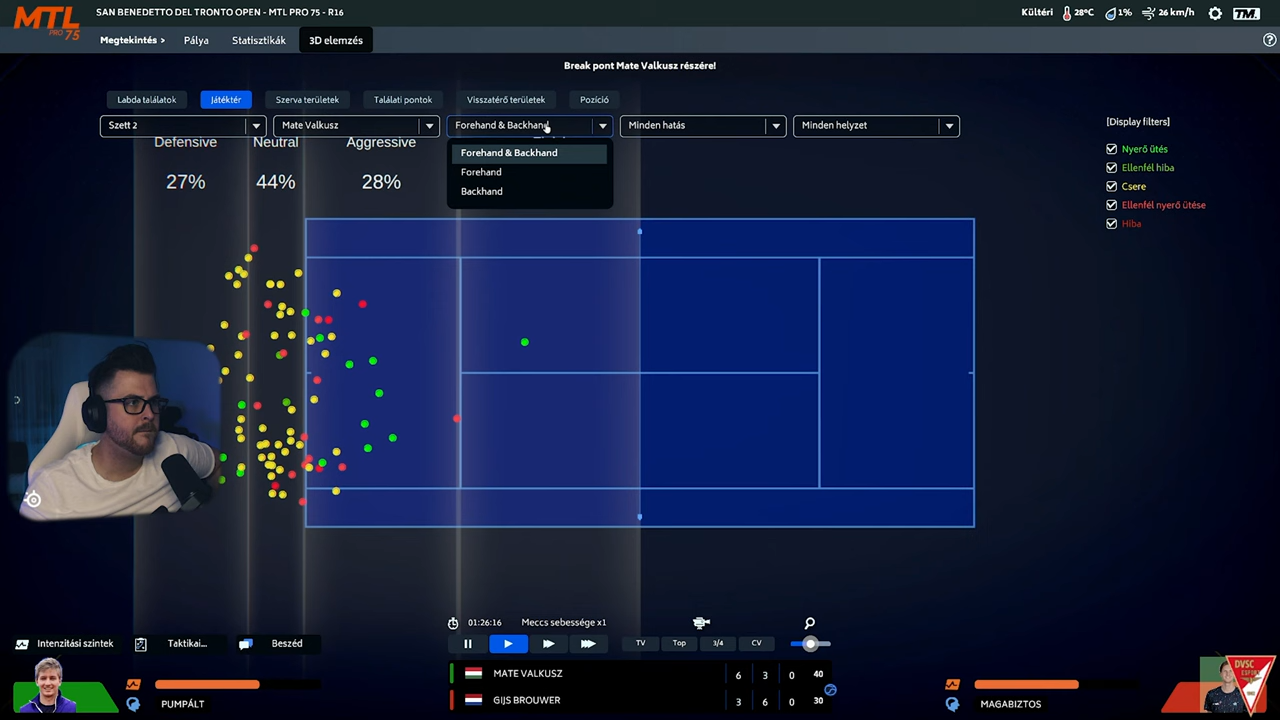 MTL
PRO 75
SAN BENEDETTO DEL TRONTO OPEN - MTL PRO 75 - R16
Kültéri 28°C 1% 26 km/h TM.
Megtekintés > Pálya Statisztikák 3D elemzés
Break pont Mate Valkusz részére!
Labda találatok Játéktér Szerva területek Találati pontok Visszatérő területek Pozíció
Szett 2 Mate Valkusz Forehand & Backhand Minden hatás Minden helyzet
[Display filters]
Defensive Neutral Aggressive
27% 44% 28%
Forehand & Backhand
Forehand
Backhand
Nyerő ütés
Ellenfél hiba
Csere
Ellenfél nyerő ütése
Hiba
01:26:16 Meccs sebessége x1
Intenzitási szintek Taktikai... Beszéd
TV Top 3/4 CV
MATE VALKUSZ 6 3 0 40
GIJS BROUWER 3 6 0 30
PUMPÁLT
MAGABIZTOS
DVSC